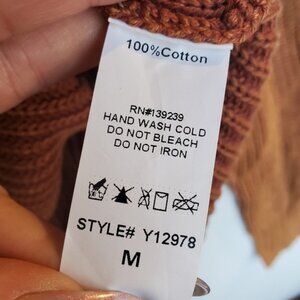 100%Cotton
RN#139239
HAND WASH COLD
DO NOT BLEACH
DO NOT IRON
STYLE# Y12978
M